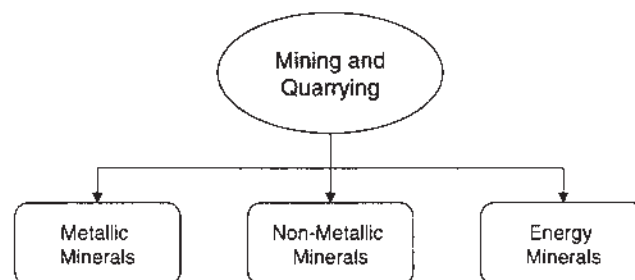 Mining and
Quarrying
Metallic
Minerals
Non-Metallic
Minerals
Energy
Minerals